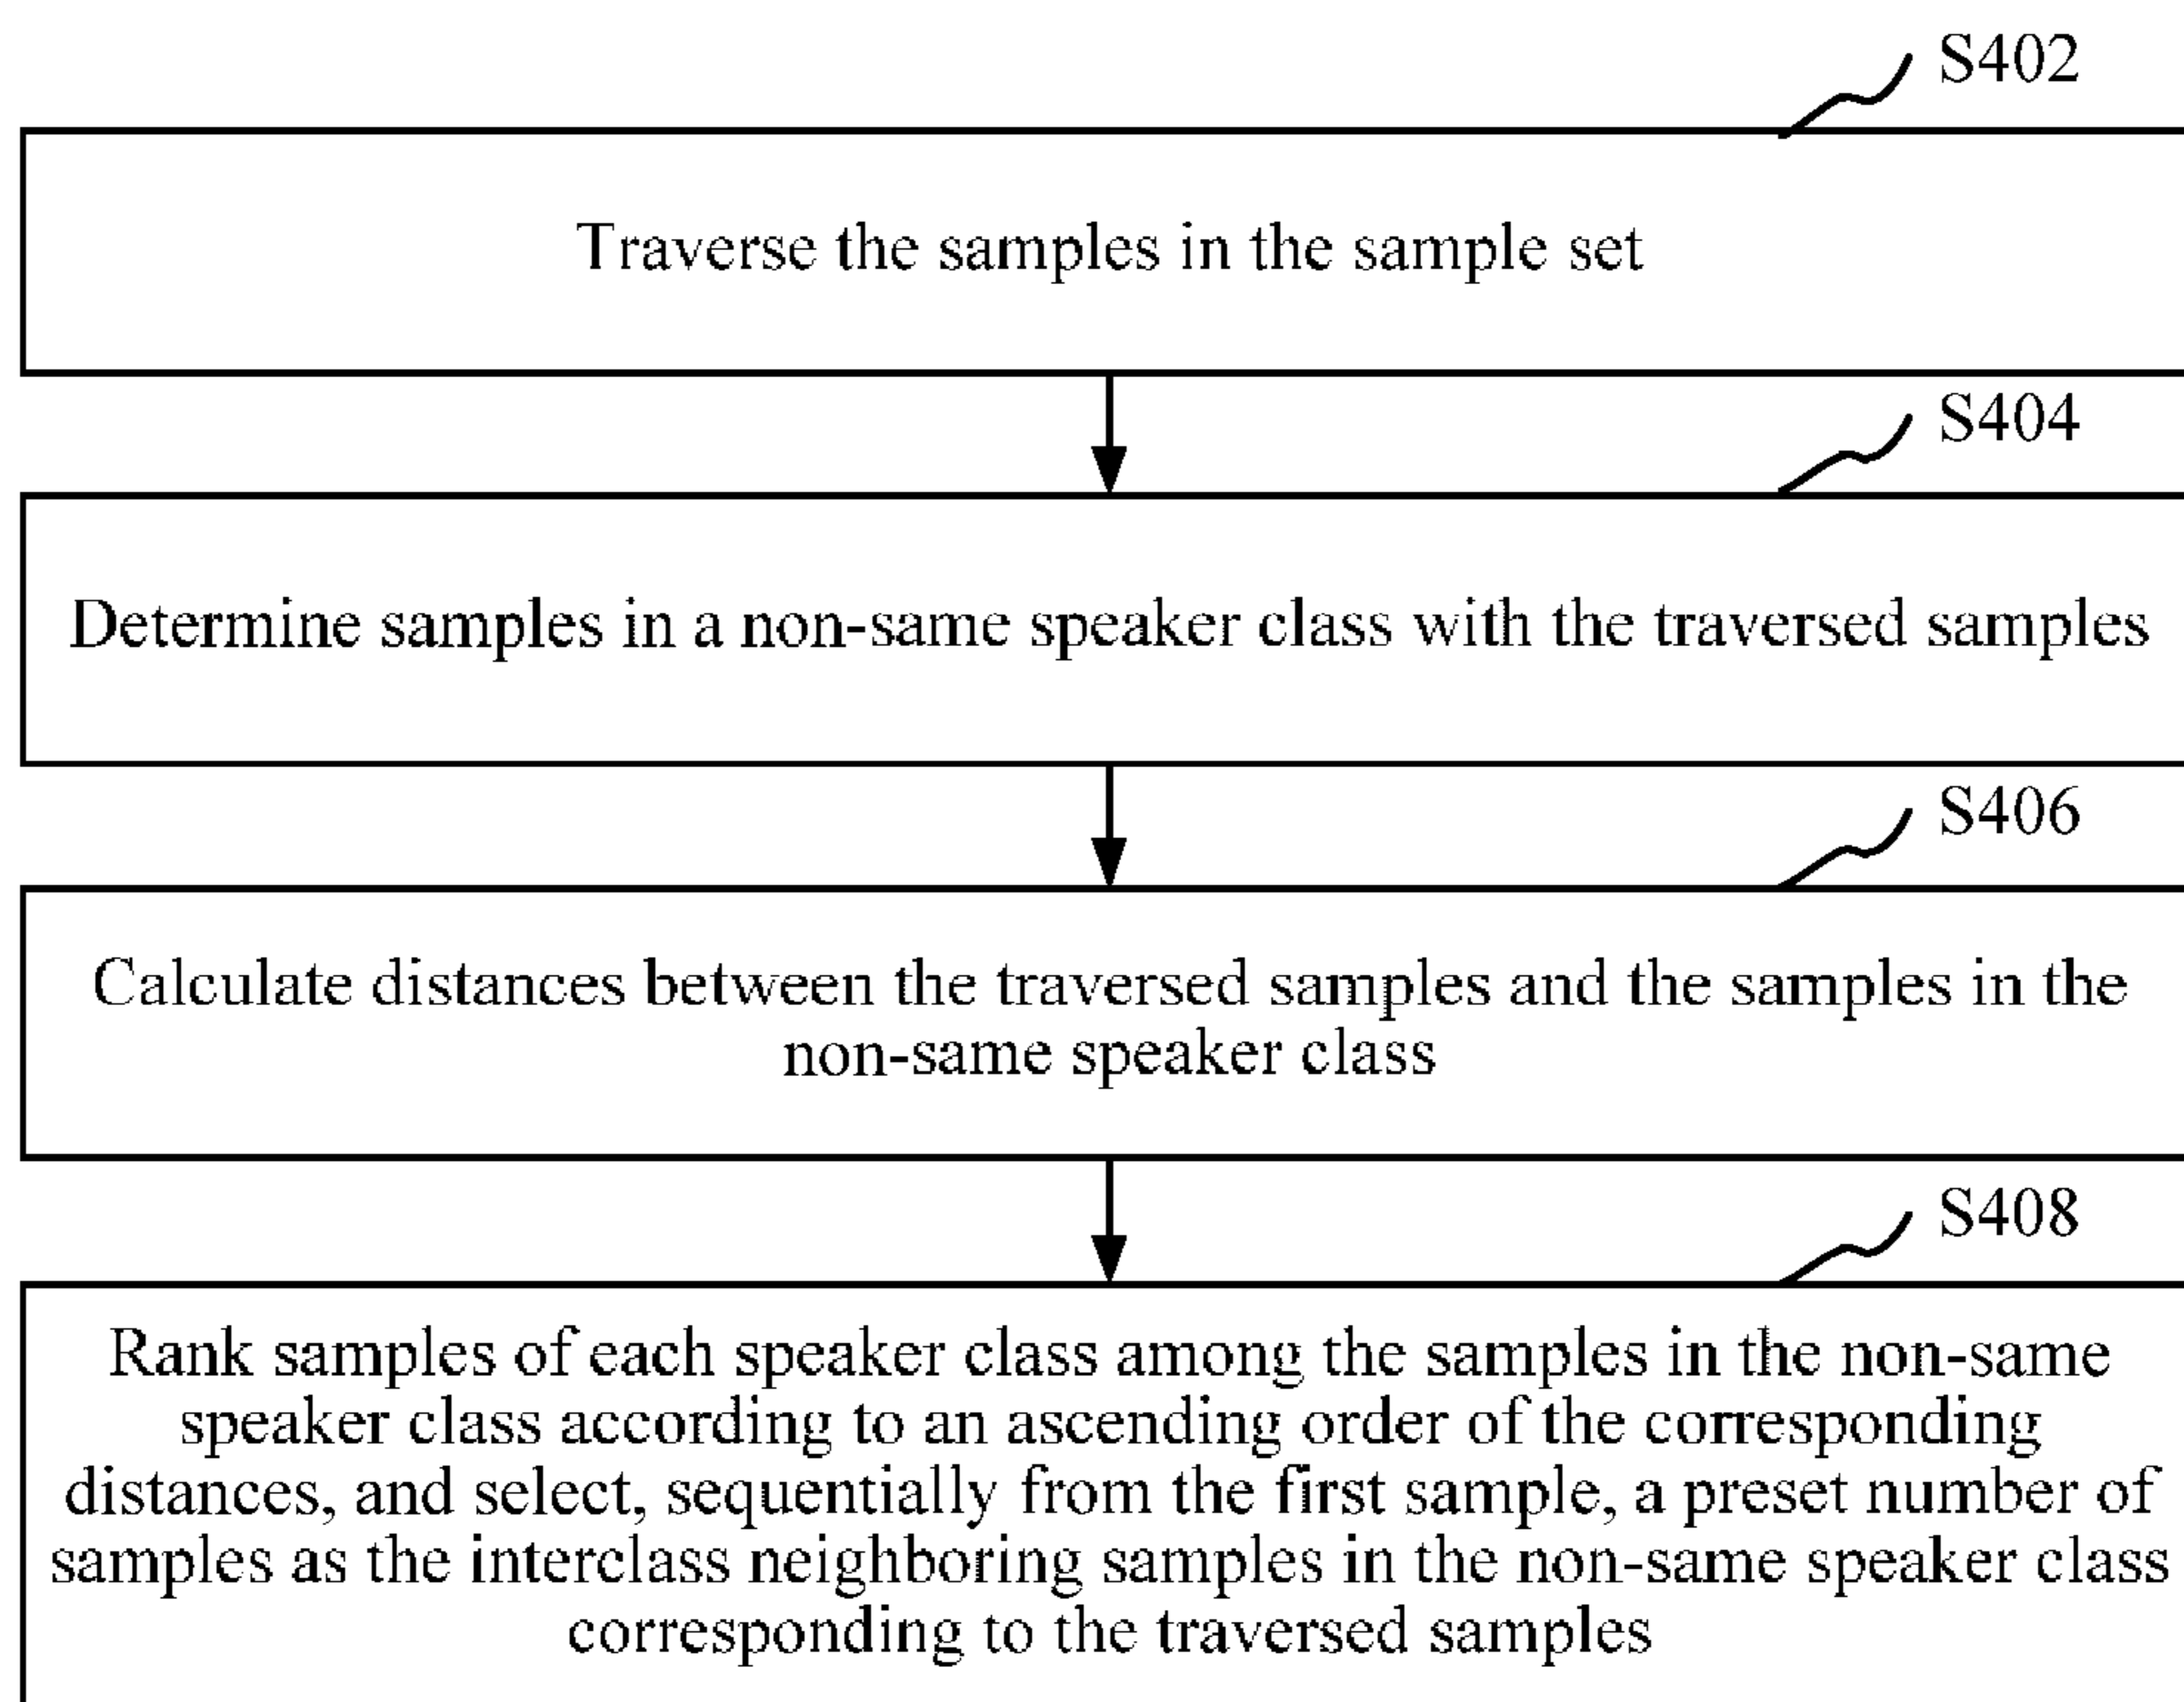 S402
Traverse the samples in the sample set
S404
Determine samples in a non-same speaker class with the traversed samples
S406
Calculate distances between the traversed samples and the samples in the
non-same speaker class
S408
Rank samples of each speaker class among the samples in the non-same
speaker class according to an ascending order of the corresponding
distances, and select, sequentially from the first sample, a preset number of
samples as the interclass neighboring samples in the non-same speaker class
corresponding to the traversed samples